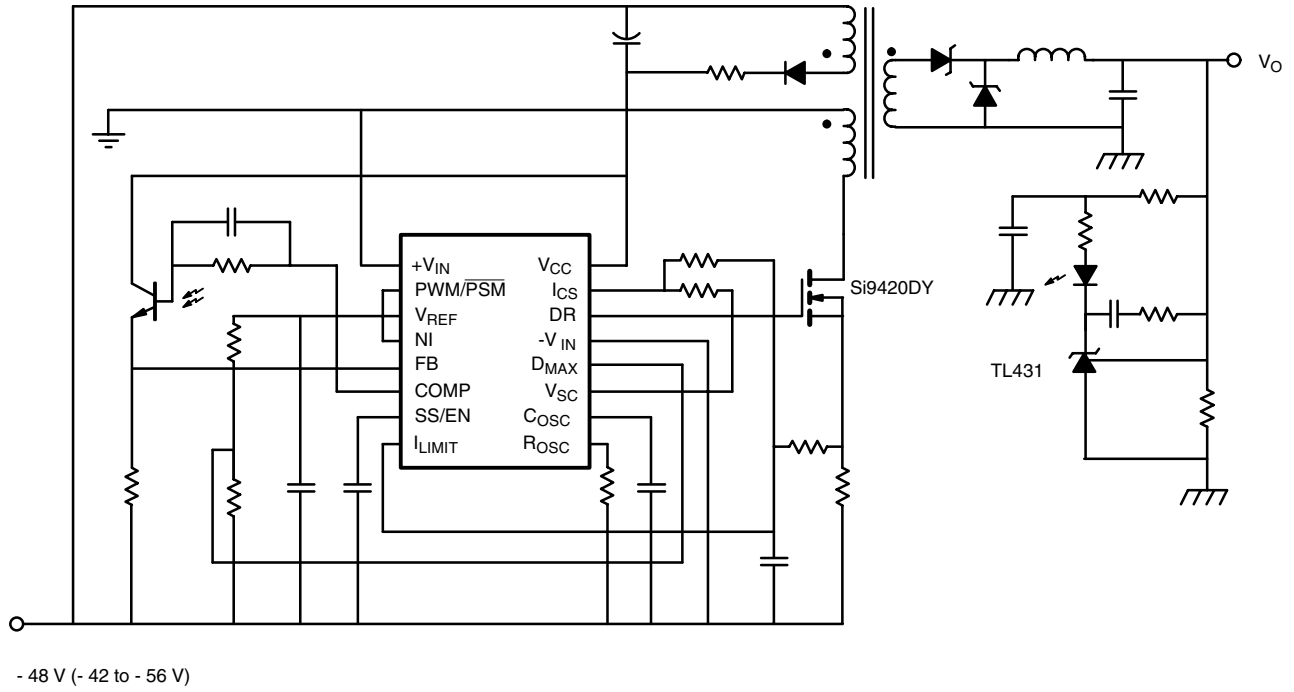 V_O
+V_IN
PWM/P̅S̅M̅
V_REF
NI
FB
COMP
SS/EN
I_LIMIT
V_CC
I_CS
DR
-V_IN
D_MAX
V_SC
C_OSC
R_OSC
Si9420DY
TL431
- 48 V (- 42 to - 56 V)